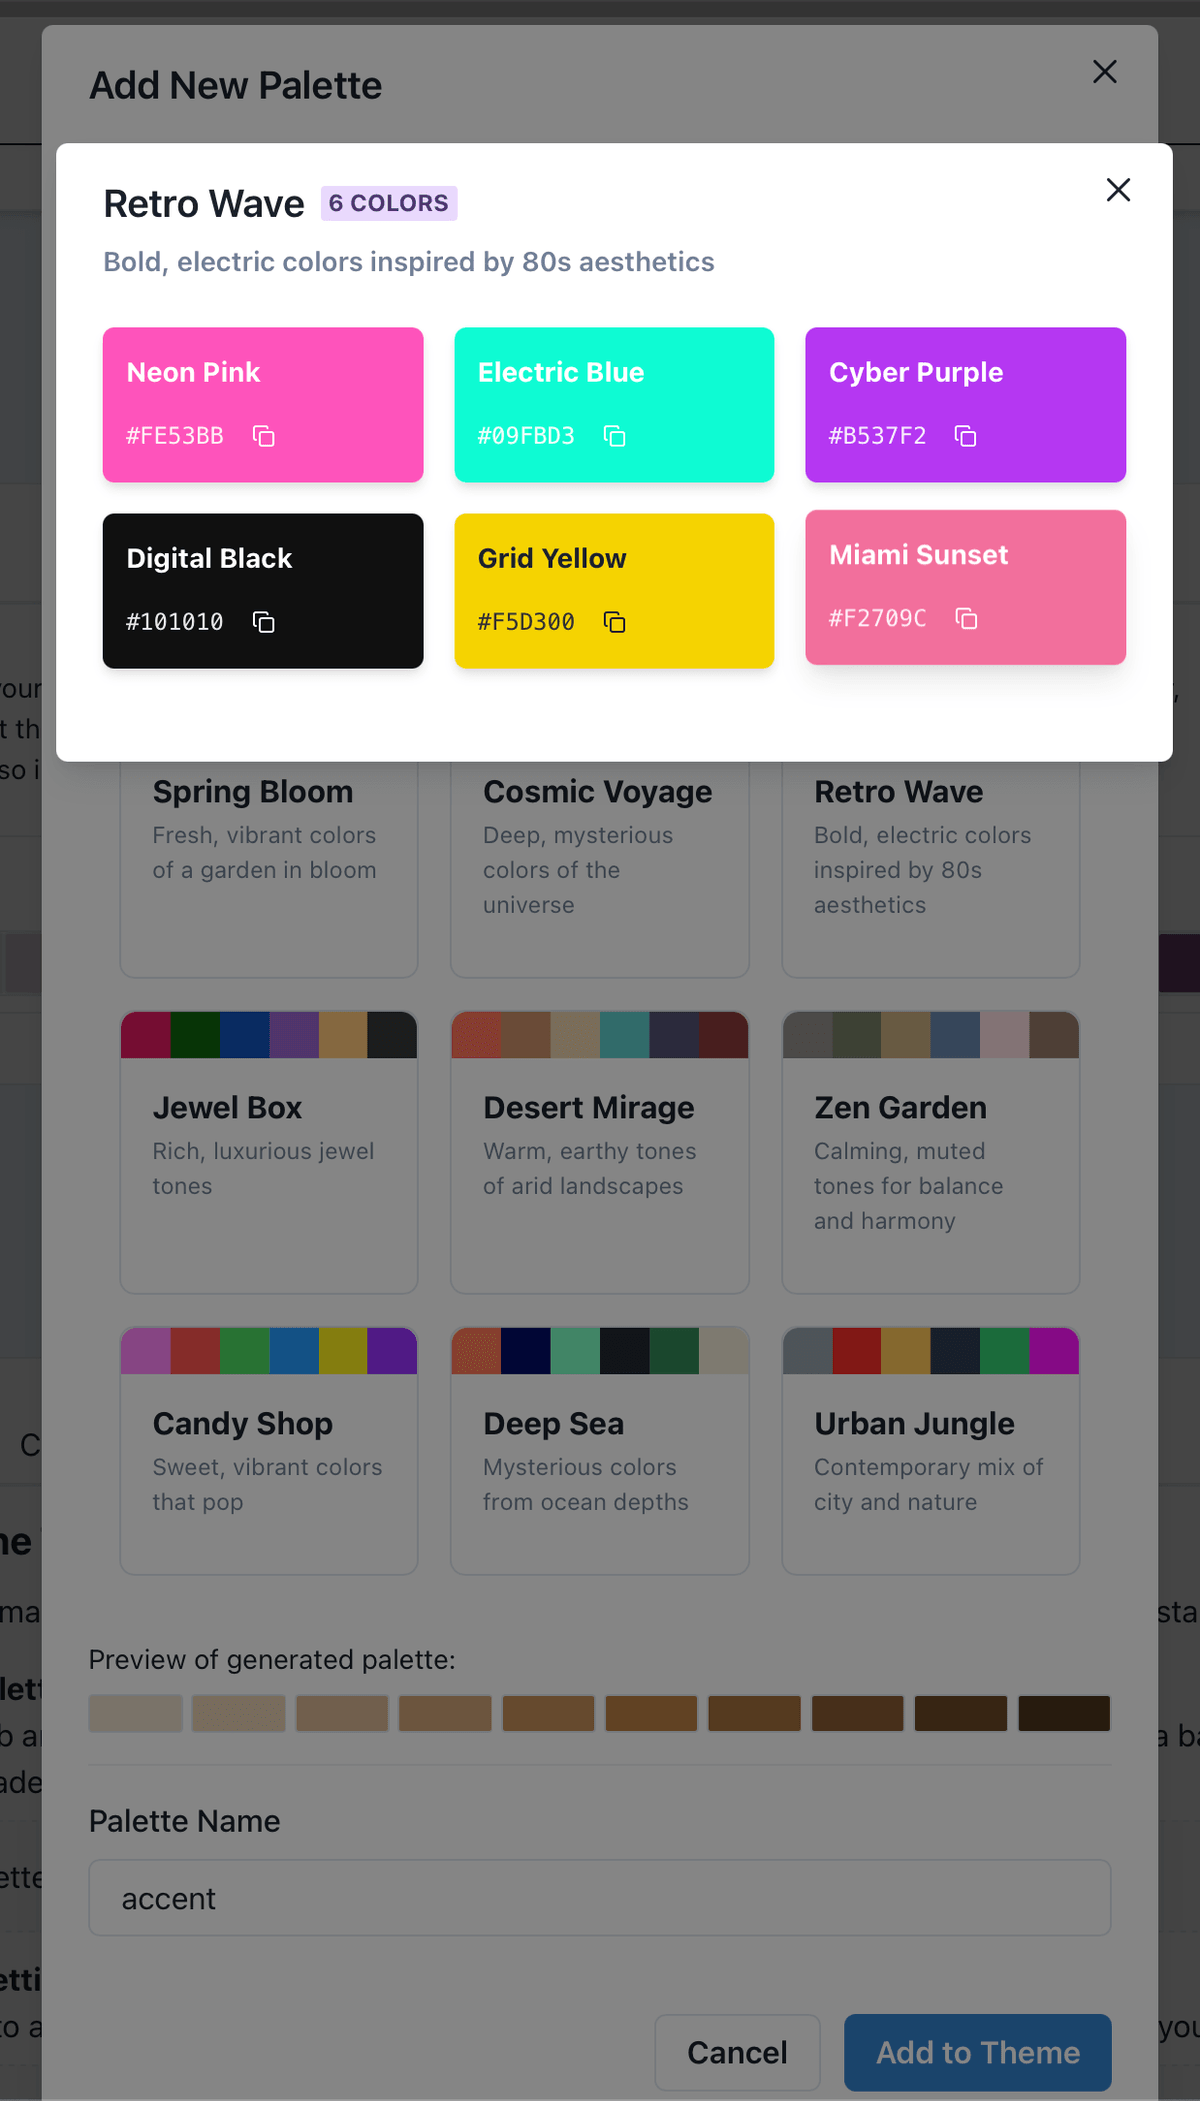 Add New Palette
Retro Wave 6 COLORS
Bold, electric colors inspired by 80s aesthetics
Neon Pink
#FE53BB
Electric Blue
#09FBD3
Cyber Purple
#B537F2
Digital Black
#101010
Grid Yellow
#F5D300
Miami Sunset
#F2709C
Spring Bloom
Fresh, vibrant colors
of a garden in bloom
Cosmic Voyage
Deep, mysterious
colors of the
universe
Retro Wave
Bold, electric colors
inspired by 80s
aesthetics
Jewel Box
Rich, luxurious jewel
tones
Desert Mirage
Warm, earthy tones
of arid landscapes
Zen Garden
Calming, muted
tones for balance
and harmony
Candy Shop
Sweet, vibrant colors
that pop
Deep Sea
Mysterious colors
from ocean depths
Urban Jungle
Contemporary mix of
city and nature
Preview of generated palette:
Palette Name
accent
Cancel
Add to Theme